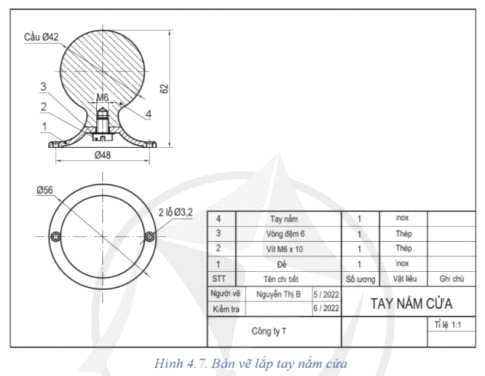 Cầu Ø42
62
M6
3
2
1
4
Ø48
Ø56
2 lỗ Ø3,2
4 Tay nắm 1 Inox
3 Vòng đệm 6 1 Thép
2 Vít M6 x 10 1 Thép
1 Đế 1 Inox
STT Tên chi tiết Số lượng Vật liệu Ghi chú
Người vẽ Nguyễn Thị B 5 / 2022
Kiểm tra 6 / 2022
TAY NẮM CỬA
Công ty T
Tỉ lệ 1:1
Hình 4.7. Bản vẽ lắp tay nắm cửa